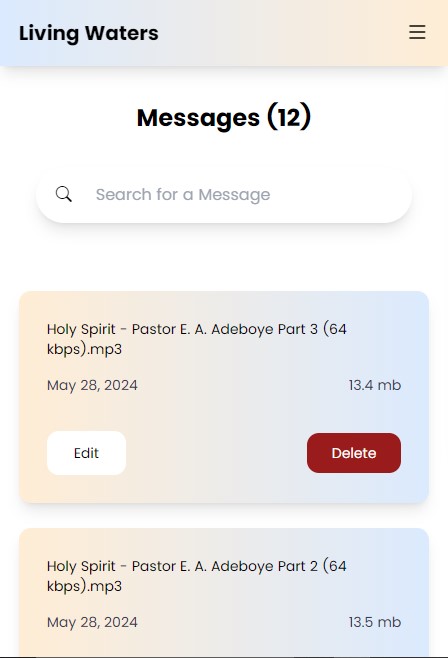 Living Waters
Messages (12)
Search for a Message
Holy Spirit - Pastor E. A. Adeboye Part 3 (64
kbps).mp3
May 28, 2024 13.4 mb
Edit Delete
Holy Spirit - Pastor E. A. Adeboye Part 2 (64
kbps).mp3
May 28, 2024 13.5 mb